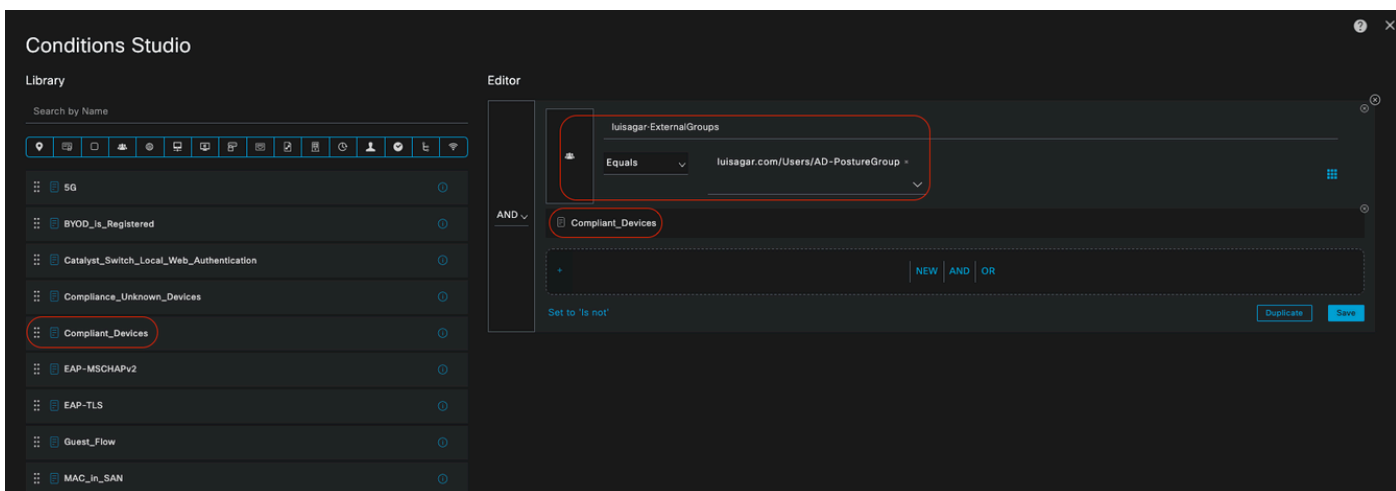 Conditions Studio
Library
Search by Name
5G
BYOD_is_Registered
Catalyst_Switch_Local_Web_Authentication
Compliance_Unknown_Devices
Compliant_Devices
EAP-MSCHAPv2
EAP-TLS
Guest_Flow
MAC_in_SAN
Editor
AND
luisagar·ExternalGroups
Equals
luisagar.com/Users/AD-PostureGroup
Compliant_Devices
+ NEW AND OR
Set to 'Is not'
Duplicate Save